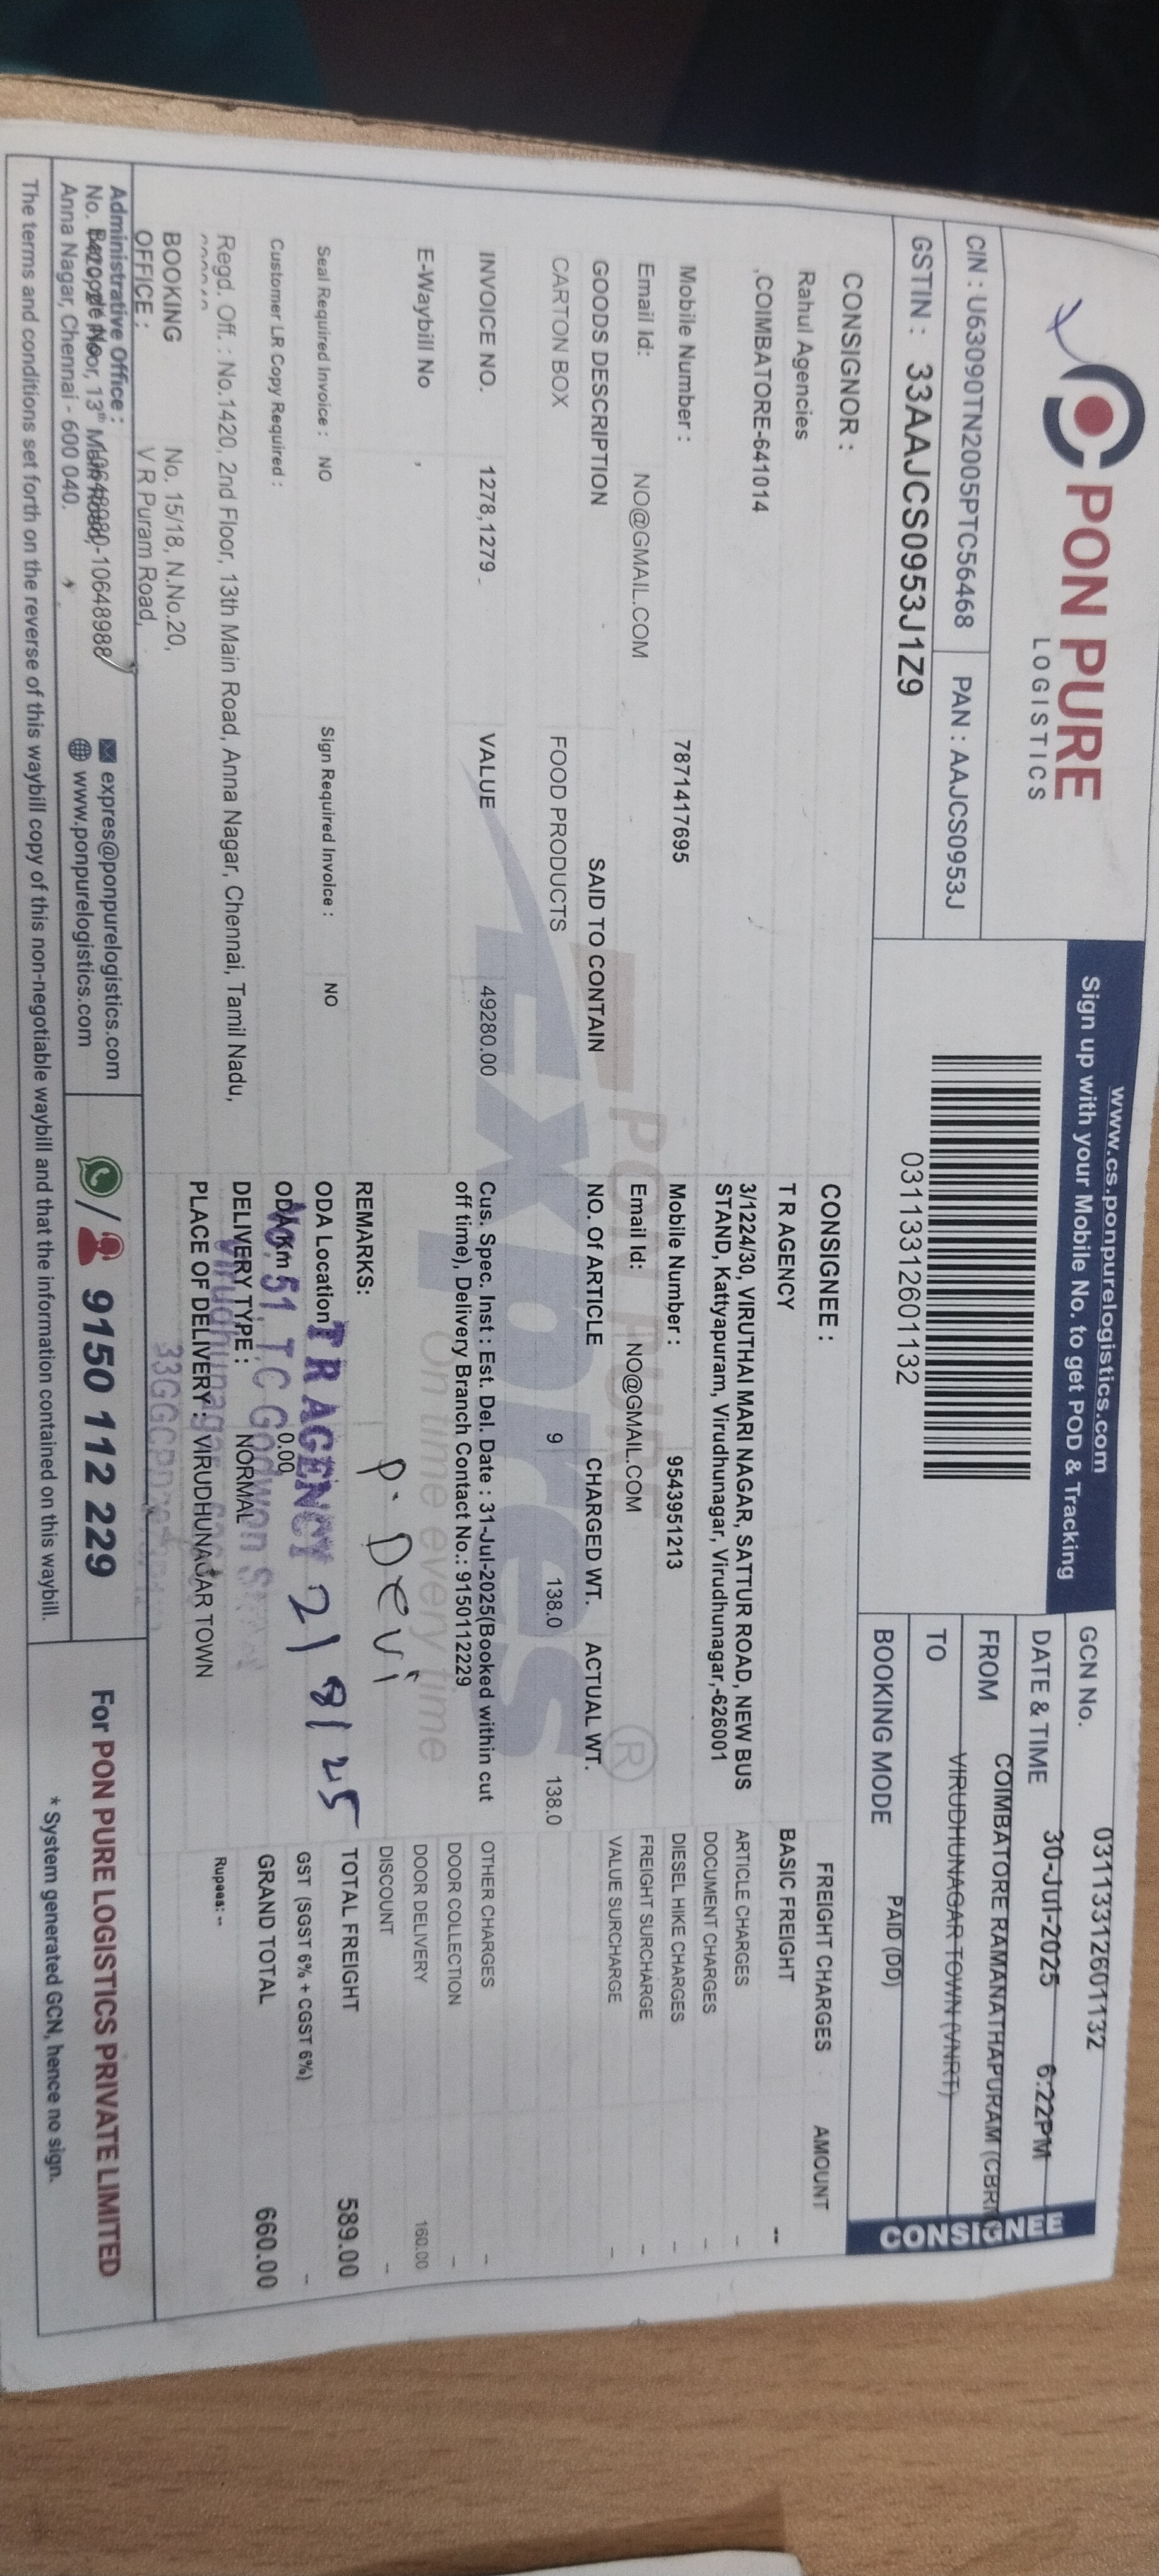 PON PURE
LOGISTICS
CIN : U63090TN2005PTC56468 PAN : AAJCS0953J
GSTIN : 33AAJCS0953J1Z9
www.cs.ponpurelogistics.com
Sign up with your Mobile No. to get POD & Tracking
03113312601132
GCN No. 03113312601132
DATE & TIME 30-Jul-2025 6:22PM
FROM COIMBATORE RAMANATHAPURAM
TO VIRUDHUNAGAR TOWN (VNRT)
BOOKING MODE PAID (DD)
CONSIGNEE
CONSIGNOR :
Rahul Agencies
,COIMBATORE-641014
Mobile Number : 7871417695
Email Id: NO@GMAIL.COM
GOODS DESCRIPTION SAID TO CONTAIN
CARTON BOX FOOD PRODUCTS
INVOICE NO. 1278,1279 VALUE 49280.00
E-Waybill No ,
Seal Required Invoice : NO Sign Required Invoice : NO
Customer LR Copy Required :
Regd. Off. : No.1420, 2nd Floor, 13th Main Road, Anna Nagar, Chennai, Tamil Nadu,
BOOKING OFFICE : No, 15/18, N.No.20,
V R Puram Road,
CONSIGNEE :
T R AGENCY
3/1224/30, VIRUTHAI MARI NAGAR, SATTUR ROAD, NEW BUS
STAND, Kattyapuram, Virudhunagar, Virudhunagar,-626001
Mobile Number : 9543951213
Email Id: NO@GMAIL.COM
NO. Of ARTICLE CHARGED WT. ACTUAL WT.
9 138.0 138.0
Cus. Spec. Inst : Est. Del. Date : 31-Jul-2025(Booked within cut
off time), Delivery Branch Contact No.: 9150112229
REMARKS:
P. Devi
ODA Location
T R AGENCY
2/8/25
ODA Km 0.00
51, T.C
DELIVERY TYPE : NORMAL
PLACE OF DELIVERY : VIRUDHUNAGAR TOWN
PON PURE
Expres
On time every time
®
FREIGHT CHARGES AMOUNT
BASIC FREIGHT --
ARTICLE CHARGES -
DOCUMENT CHARGES -
DIESEL HIKE CHARGES -
FREIGHT SURCHARGE -
VALUE SURCHARGE -
OTHER CHARGES -
DOOR COLLECTION -
DOOR DELIVERY 160.00
DISCOUNT -
TOTAL FREIGHT 589.00
GST (SGST 6% + CGST 6%) -
GRAND TOTAL 660.00
Rupees: --
Administrative Office :
Anna Nagar, Chennai - 600 040.
10648980-10648988
expres@ponpurelogistics.com
www.ponpurelogistics.com
/ 9150 112 229
For PON PURE LOGISTICS PRIVATE LIMITED
The terms and conditions set forth on the reverse of this waybill copy of this non-negotiable waybill and that the information contained on this waybill.
* System generated GCN, hence no sign.